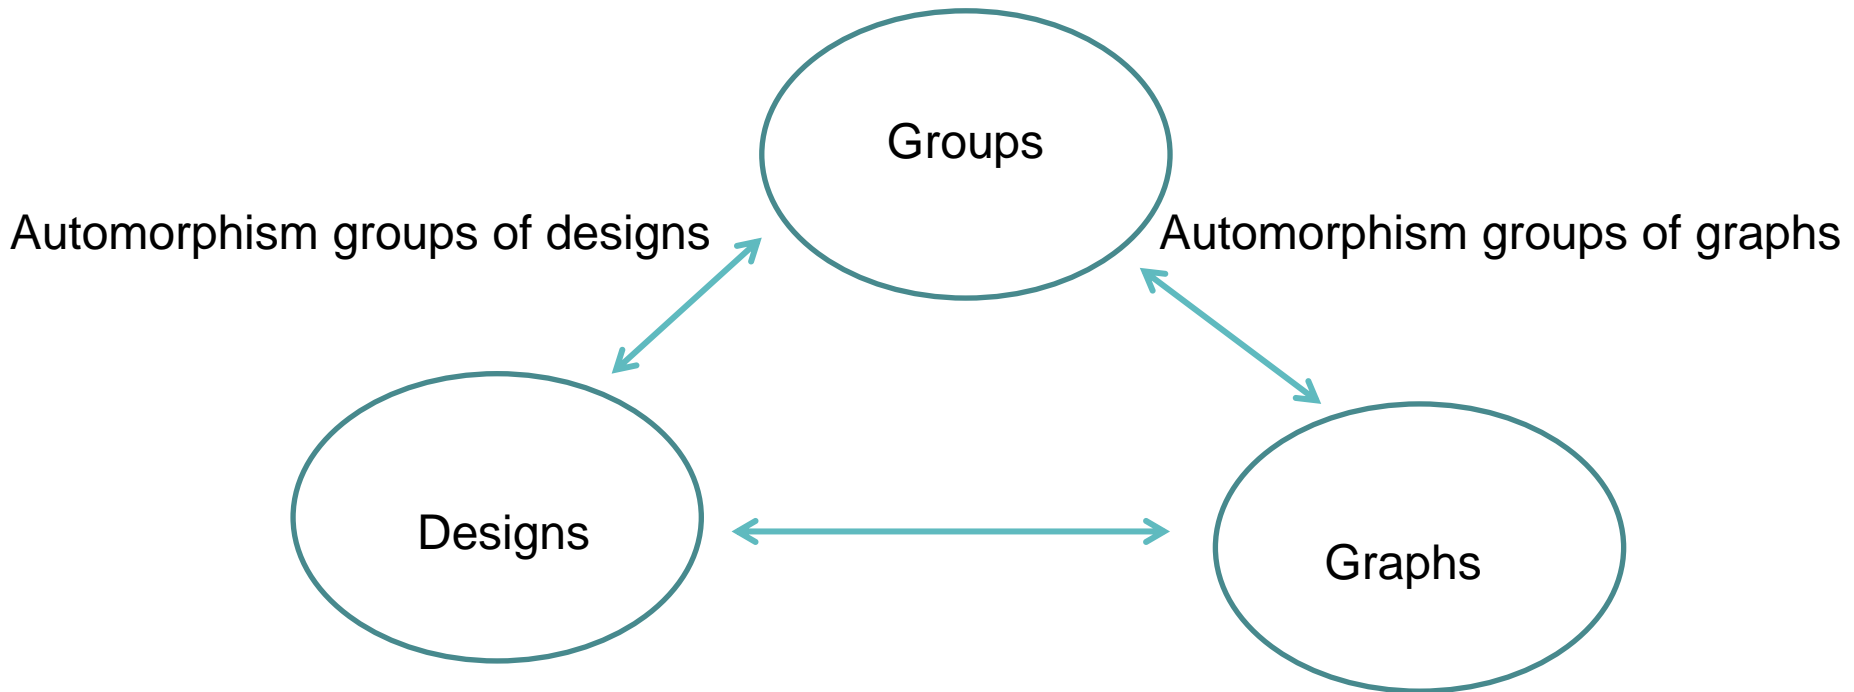 Groups
Automorphism groups of designs
Automorphism groups of graphs
Designs
Graphs